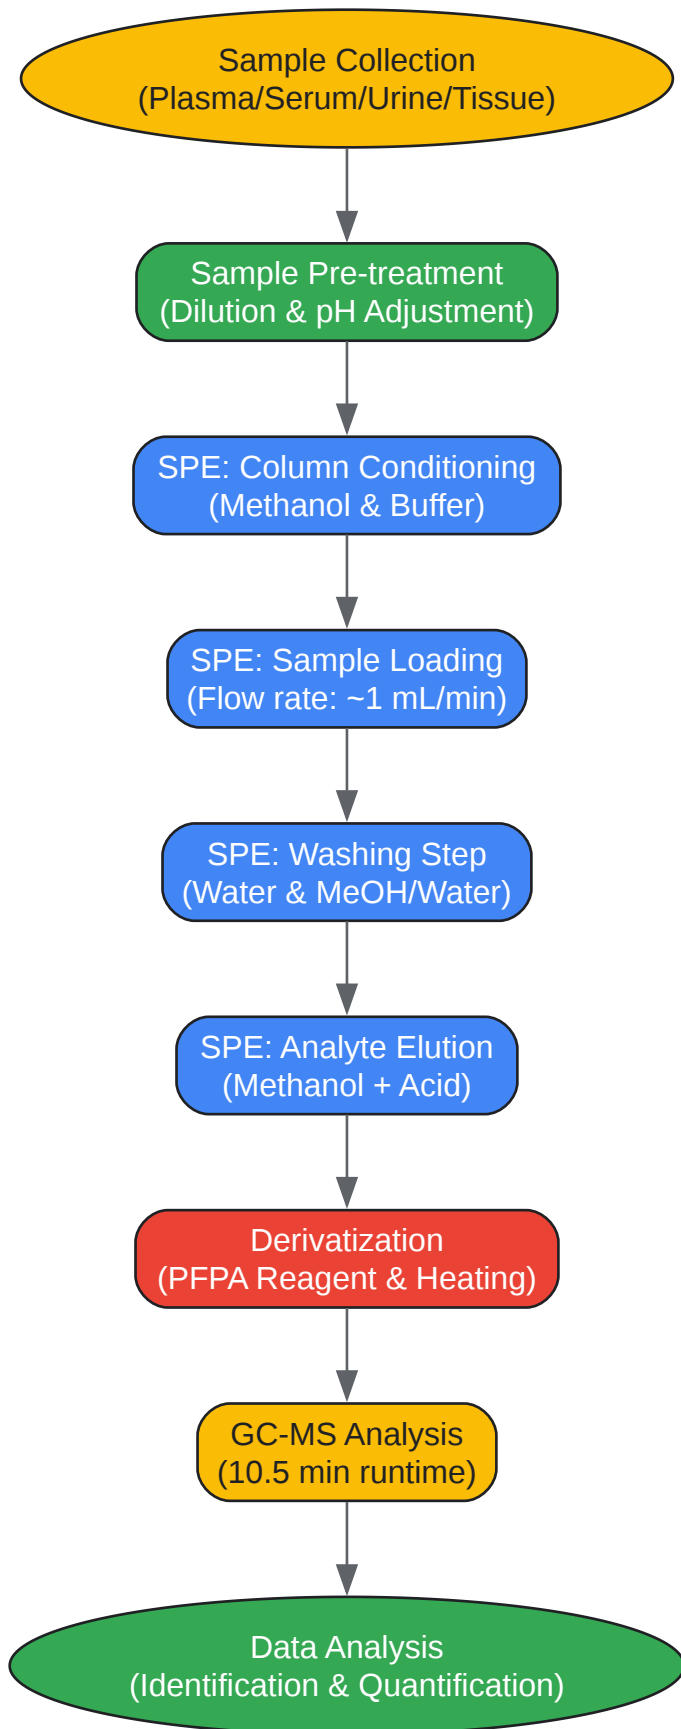 Sample Collection
(Plasma/Serum/Urine/Tissue)
Sample Pre-treatment
(Dilution & pH Adjustment)
SPE: Column Conditioning
(Methanol & Buffer)
SPE: Sample Loading
(Flow rate: ~1 mL/min)
SPE: Washing Step
(Water & MeOH/Water)
SPE: Analyte Elution
(Methanol + Acid)
Derivatization
(PFPA Reagent & Heating)
GC-MS Analysis
(10.5 min runtime)
Data Analysis
(Identification & Quantification)